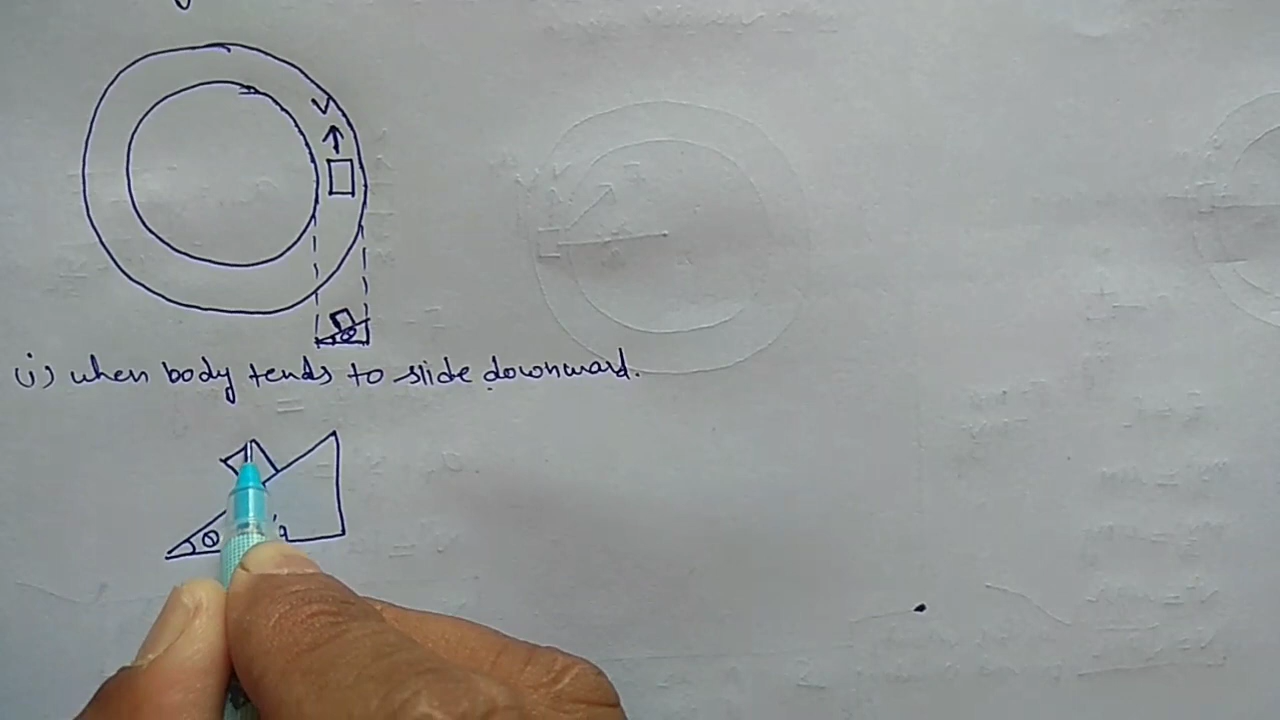 V
θ
(i) when body tends to slide downward.
θ